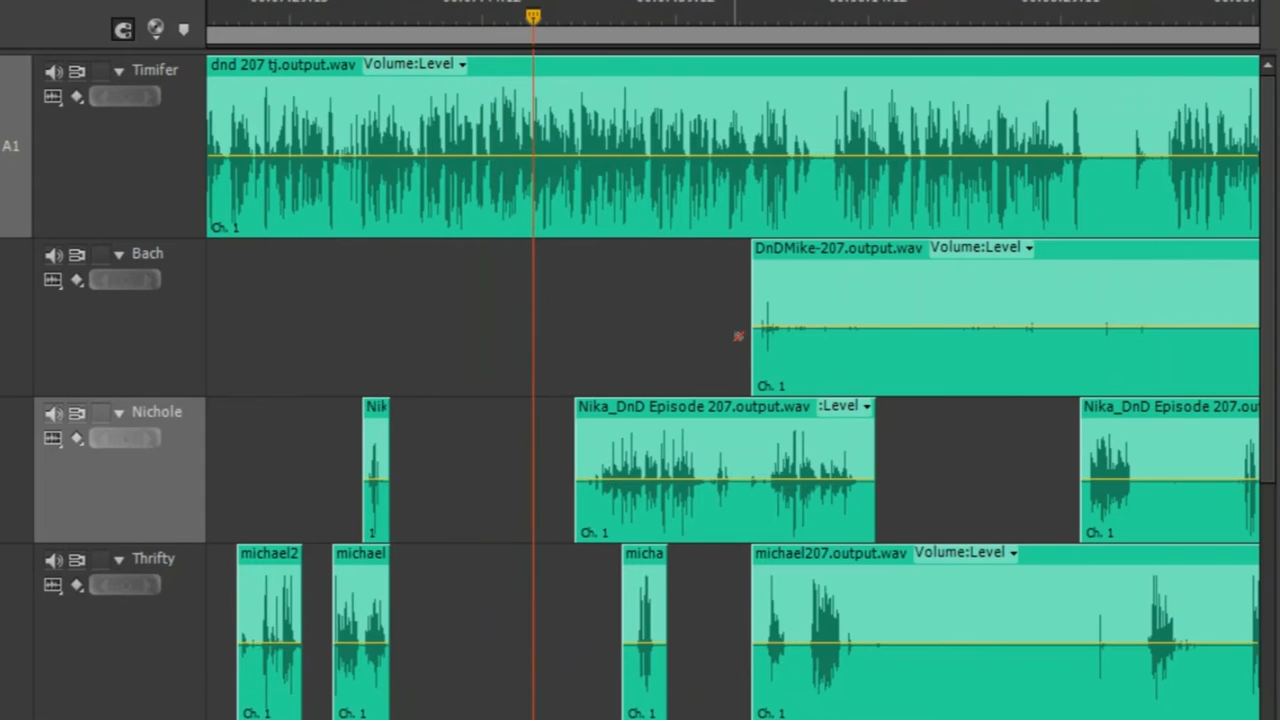 Timifer
dnd 207 tj.output.wav Volume:Level
A1
Ch. 1
Bach
DnDMike-207.output.wav Volume:Level
Ch. 1
Nichole
Nik
Nika_DnD Episode 207.output.wav :Level
Nika_DnD Episode 207.ou
1
Ch. 1
Ch. 1
Thrifty
michael2
michael
micha
michael207.output.wav Volume:Level
Ch. 1
Ch. 1
Ch. 1
Ch. 1